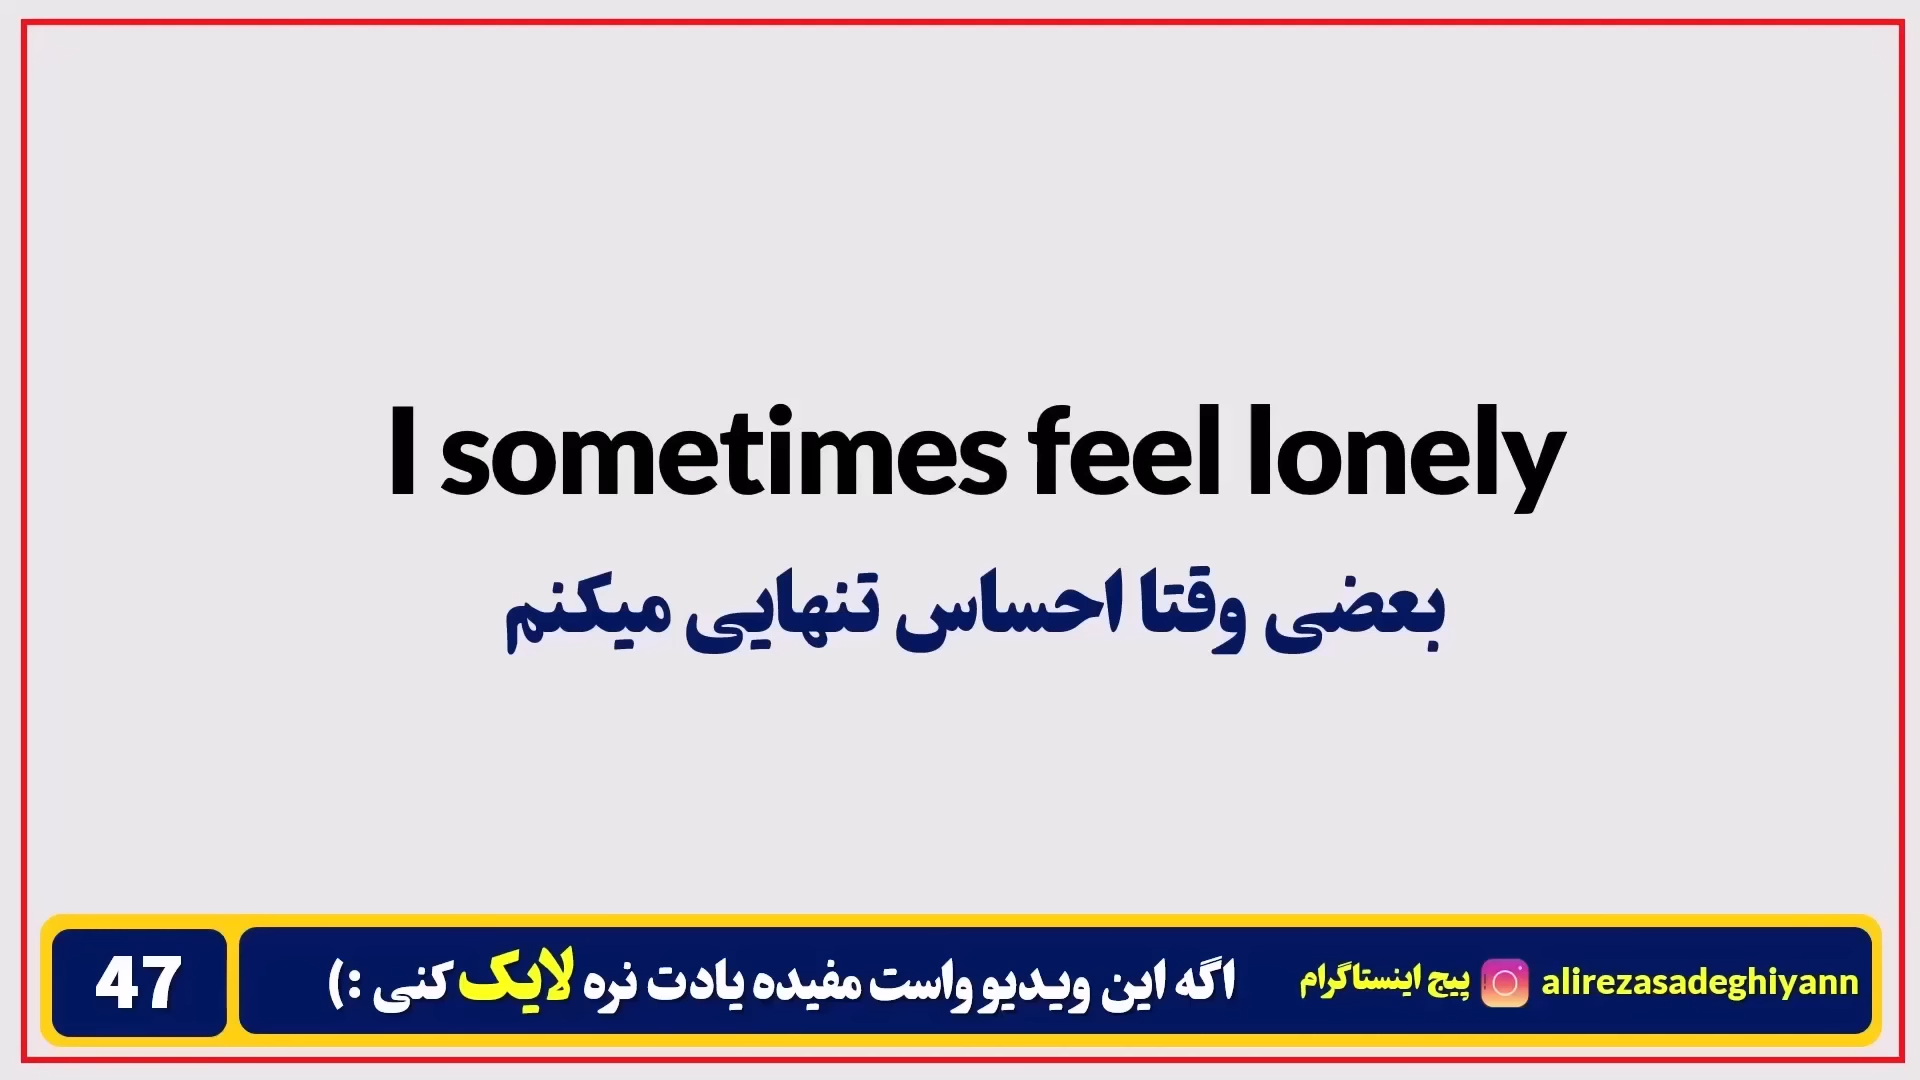 I sometimes feel lonely
بعضی وقتا احساس تنهایی میکنم
47
اگه این ویدیو واست مفیده یادت نره لایک کنی :)
پیج اینستاگرام
alirezasadeghiyann